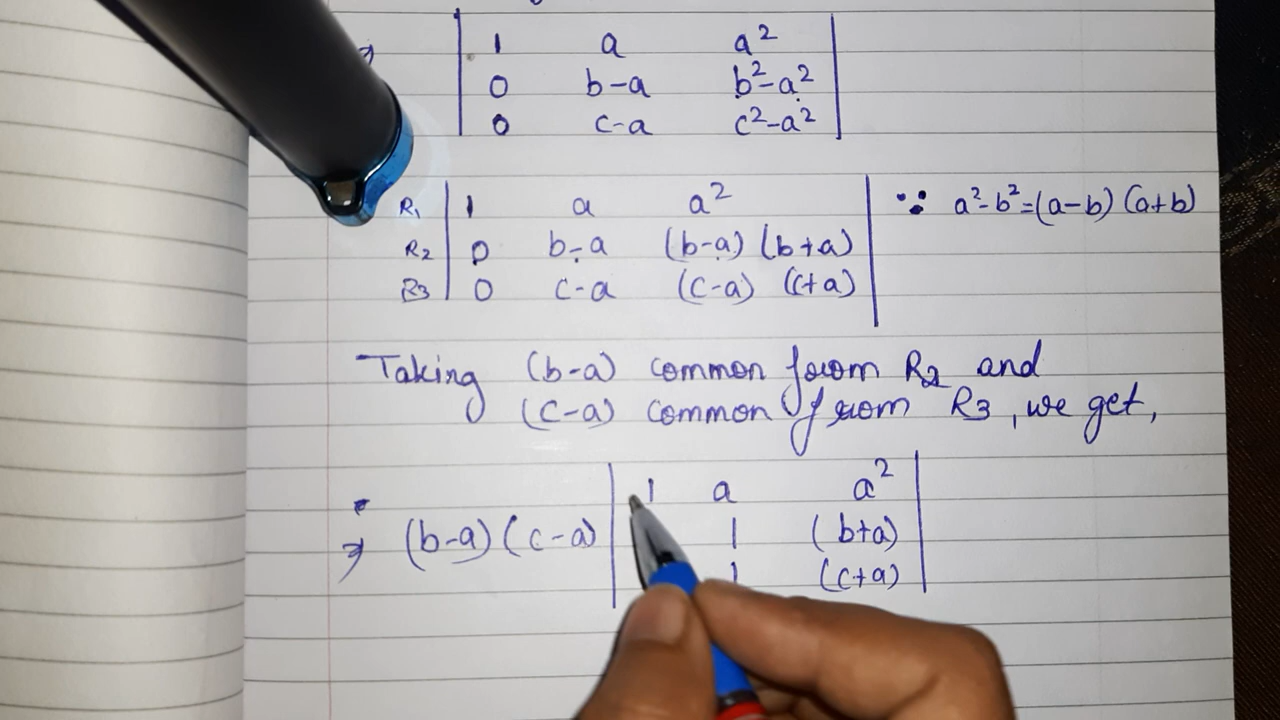 1 a a²
0 b-a b²-a²
0 c-a c²-a²
R₁ 1 a a² ∵ a²-b²=(a-b) (a+b)
R₂ 0 b-a (b-a) (b+a)
R₃ 0 c-a (c-a) (c+a)
Taking (b-a) common from R₂ and
(c-a) common from R₃, we get,
1 a a²
⇒ (b-a) (c-a) 1 (b+a)
1 (c+a)